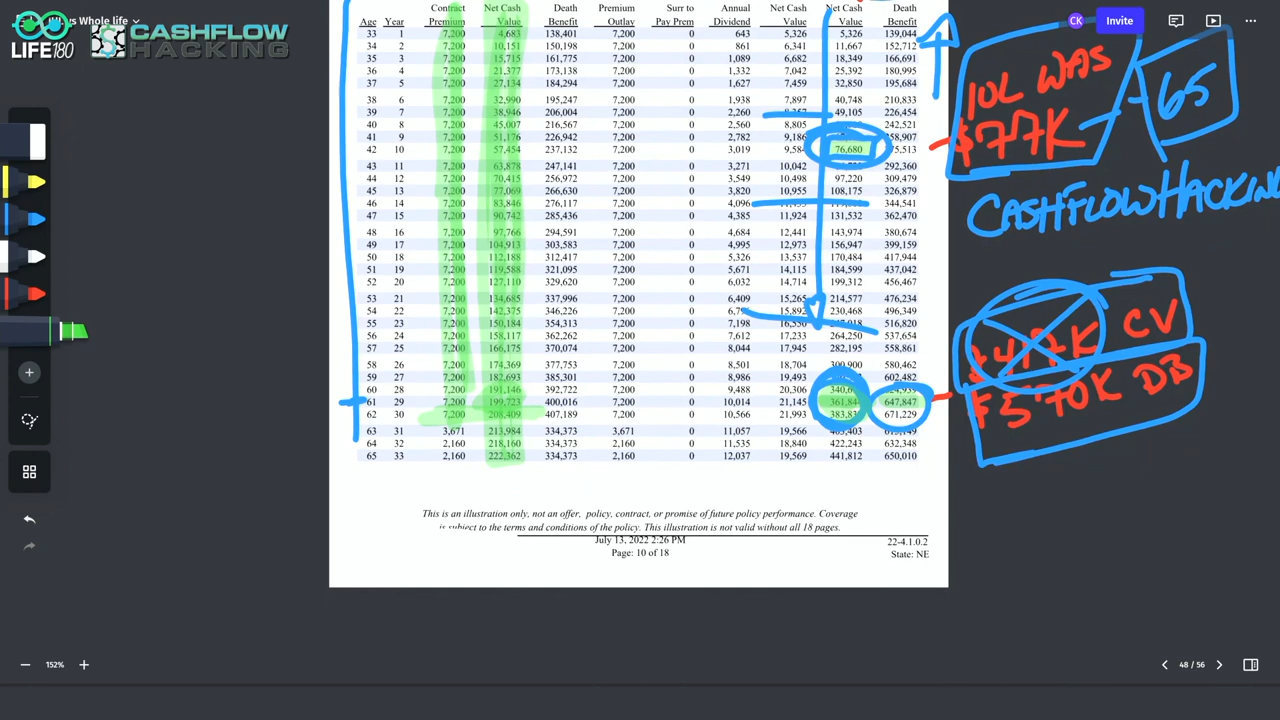 Whole life
LIFE180
CASHFLOW HACKING
CK
Invite
Contract Net Cash Death Premium Surr to Annual Net Cash Net Cash Death
Age Year Premium Value Benefit Outlay Pay Prem Dividend Value Value Benefit
33 1 7,200 4,683 138,401 7,200 0 643 5,326 5,326 139,044
34 2 7,200 10,151 150,198 7,200 0 861 6,341 11,667 152,712
35 3 7,200 15,715 161,775 7,200 0 1,089 6,682 18,349 166,691
36 4 7,200 21,377 173,138 7,200 0 1,332 7,042 25,392 180,995
37 5 7,200 27,134 184,294 7,200 0 1,627 7,459 32,850 195,684
38 6 7,200 32,990 195,247 7,200 0 1,938 7,897 40,748 210,833
39 7 7,200 38,946 206,004 7,200 0 2,260 49,105 226,454
40 8 7,200 45,007 216,567 7,200 0 2,560 8,805 242,521
41 9 7,200 51,176 226,942 7,200 0 2,782 9,186
42 10 7,200 57,454 237,132 7,200 0 3,019 76,680
43 11 7,200 63,878 247,141 7,200 0 3,271 10,042 292,360
44 12 7,200 70,415 256,972 7,200 0 3,549 10,498 97,220 309,479
45 13 7,200 77,069 266,630 7,200 0 3,820 10,955 108,175 326,879
46 14 7,200 83,846 276,117 7,200 0 4,096 344,541
47 15 7,200 90,742 285,436 7,200 0 4,385 11,924 131,532 362,470
48 16 7,200 97,766 294,591 7,200 0 4,684 12,441 143,974 380,674
49 17 7,200 104,913 303,583 7,200 0 4,995 12,973 156,947 399,159
50 18 7,200 112,188 312,417 7,200 0 5,326 13,537 170,484 417,944
51 19 7,200 119,588 321,095 7,200 0 5,671 14,115 184,599 437,042
52 20 7,200 127,110 329,620 7,200 0 6,032 14,714 199,312 456,467
53 21 7,200 134,685 337,996 7,200 0 6,409 15,265 214,577 476,234
54 22 7,200 142,375 346,226 7,200 0 15,892 230,468 496,349
55 23 7,200 150,184 354,313 7,200 0 7,198 516,820
56 24 7,200 158,117 362,262 7,200 0 7,612 17,233 264,250 537,654
57 25 7,200 166,175 370,074 7,200 0 8,044 17,945 282,195 558,861
58 26 7,200 174,369 377,753 7,200 0 8,501 18,704 300,900 580,462
59 27 7,200 182,693 385,301 7,200 0 8,986 19,493 602,482
60 28 7,200 191,146 392,722 7,200 0 9,488 20,306
61 29 7,200 199,723 400,016 7,200 0 10,014 21,145 647,847
62 30 7,200 208,409 407,189 7,200 0 10,566 21,993 671,229
63 31 3,671 213,984 334,373 3,671 0 11,057 19,566
64 32 2,160 218,160 334,373 2,160 0 11,535 18,840 422,243 632,348
65 33 2,160 222,362 334,373 2,160 0 12,037 19,569 441,812 650,010
This is an illustration only, not an offer, policy, contract, or promise of future policy performance. Coverage
is subject to the terms and conditions of the policy. This illustration is not valid without all 18 pages.
July 13, 2022 2:26 PM
22-4.1.0.2
Page: 10 of 18
State: NE
10L WAS
$77K
65
CASHFLOWHACKING
CV
$570K DB
152%
48 / 56